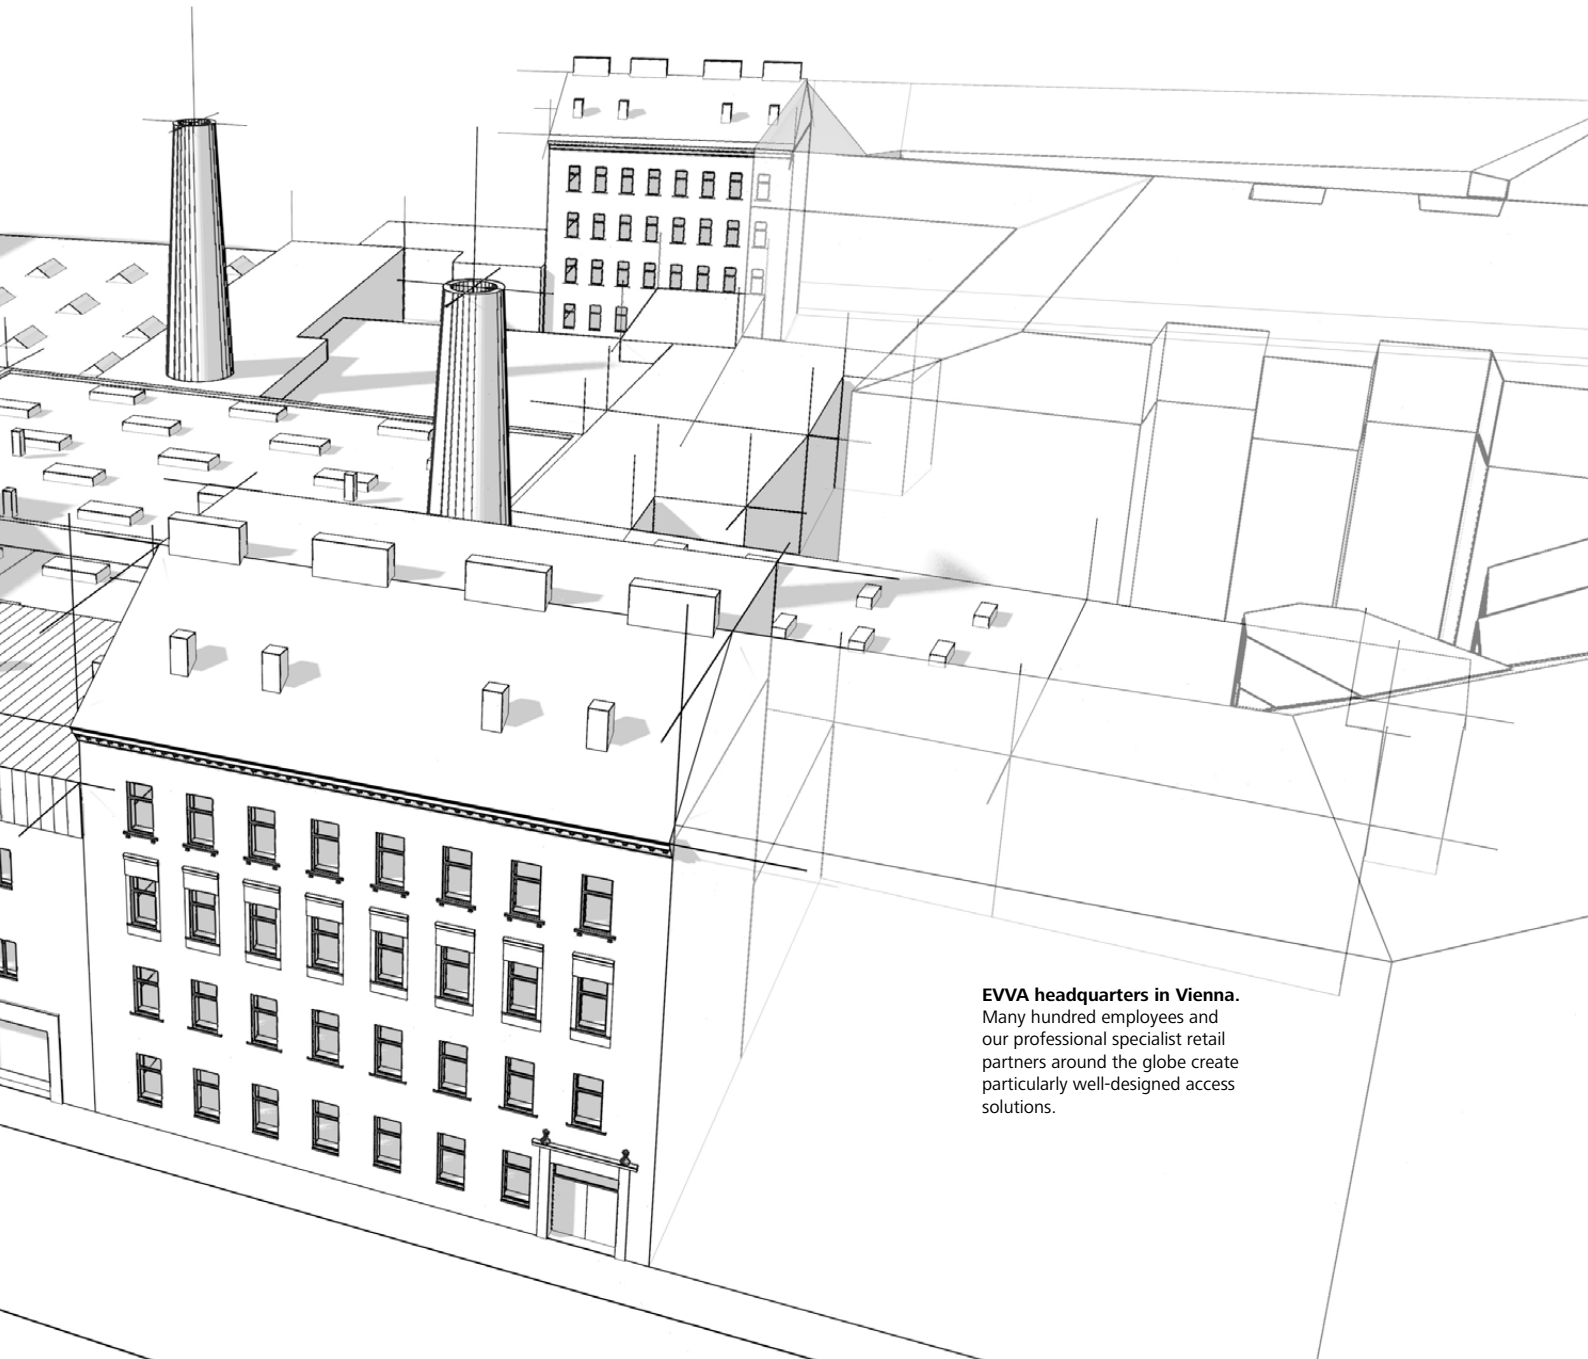 EVVA headquarters in Vienna.
Many hundred employees and
our professional specialist retail
partners around the globe create
particularly well-designed access
solutions.